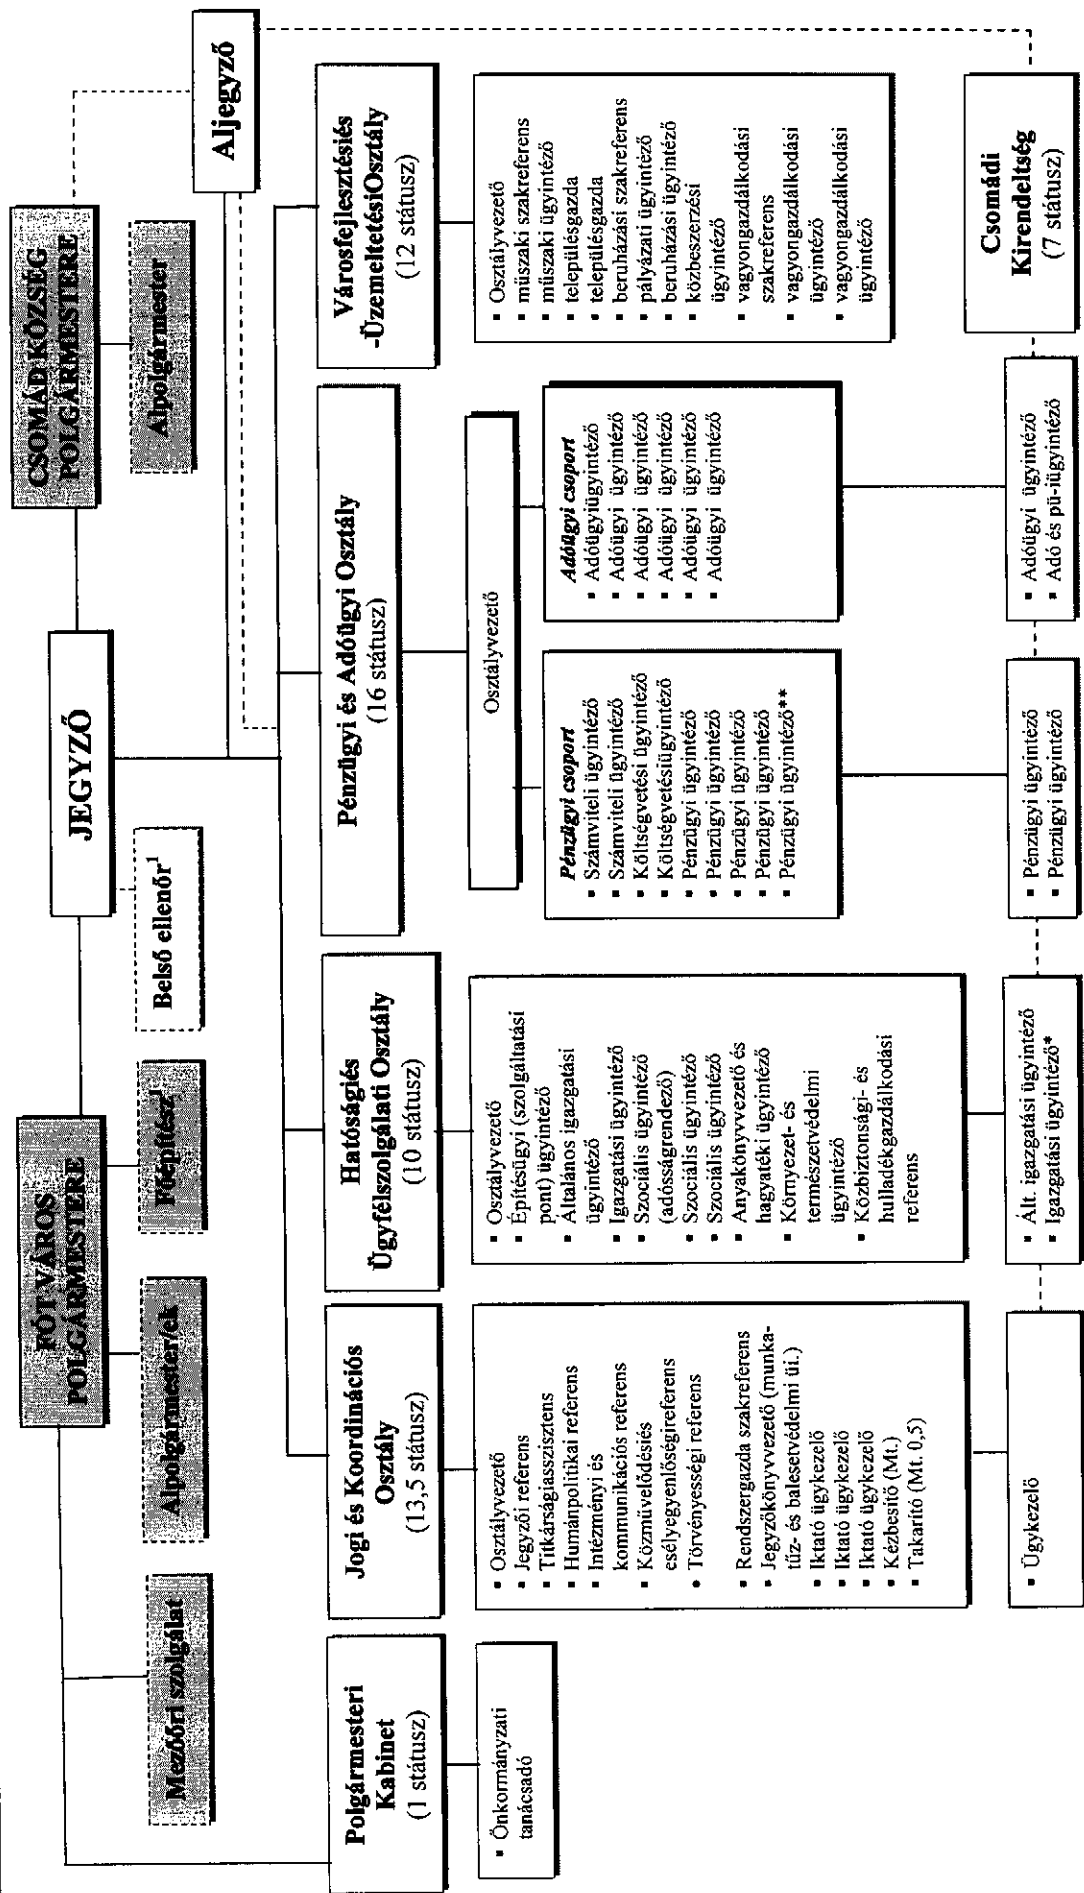 FÓT VÁROS
POLGÁRMESTERE
JEGYZŐ
CSOMÁD KÖZSÉG
POLGÁRMESTERE
Mezőőri szolgálat
Alpolgármester/ek
Főépítész¹
Belső ellenőr¹
Alpolgármester
Aljegyző
Polgármesteri
Kabinet
(1 státusz)
▪ Önkormányzati
tanácsadó
Jogi és Koordinációs
Osztály
(13,5 státusz)
▪ Osztályvezető
▪ Jegyzői referens
▪ Titkárságiasszisztens
▪ Humánpolitikai referens
▪ Intézményi és
kommunikációs referens
▪ Közművelődésiés
esélyegyenlőségireferens
• Törvényességi referens
▪ Rendszergazda szakreferens
▪ Jegyzőkönyvvezető (munka-
tűz- és balesetvédelmi üi.)
▪ Iktató ügykezelő
▪ Iktató ügykezelő
▪ Iktató ügykezelő
▪ Kézbesítő (Mt.)
▪ Takarító (Mt. 0,5)
Hatóságiés
Ügyfélszolgálati Osztály
(10 státusz)
▪ Osztályvezető
▪ Építésügyi (szolgáltatási
pont) ügyintéző
▪ Általános igazgatási
ügyintéző
▪ Igazgatási ügyintéző
▪ Szociális ügyintéző
(adósságrendező)
▪ Szociális ügyintéző
▪ Szociális ügyintéző
▪ Anyakönyvvezető és
hagyatéki ügyintéző
▪ Környezet- és
természetvédelmi
ügyintéző
▪ Közbiztonsági- és
hulladékgazdálkodási
referens
Pénzügyi és Adóügyi Osztály
(16 státusz)
Osztályvezető
Pénzügyi csoport
▪ Számviteli ügyintéző
▪ Számviteli ügyintéző
▪ Költségvetési ügyintéző
▪ Költségvetésiügyintéző
▪ Pénzügyi ügyintéző
▪ Pénzügyi ügyintéző
▪ Pénzügyi ügyintéző
▪ Pénzügyi ügyintéző
▪ Pénzügyi ügyintéző**
Adóügyi csoport
▪ Adóügyiügyintéző
▪ Adóügyi ügyintéző
▪ Adóügyi ügyintéző
▪ Adóügyi ügyintéző
▪ Adóügyi ügyintéző
▪ Adóügyi ügyintéző
Városfejlesztésiés
-ÜzemeltetésiOsztály
(12 státusz)
▪ Osztályvezető
▪ műszaki szakreferens
▪ műszaki ügyintéző
▪ településgazda
▪ településgazda
▪ beruházási szakreferens
▪ pályázati ügyintéző
▪ beruházási ügyintéző
▪ közbeszerzési
ügyintéző
▪ vagyongazdálkodási
szakreferens
▪ vagyongazdálkodási
ügyintéző
▪ vagyongazdálkodási
ügyintéző
▪ Ügykezelő
▪ Ált. igazgatási ügyintéző
▪ Igazgatási ügyintéző*
▪ Pénzügyi ügyintéző
▪ Pénzügyi ügyintéző
▪ Adóügyi ügyintéző
▪ Adó és pü-iügyintéző
Csomádi
Kirendeltség
(7 státusz)